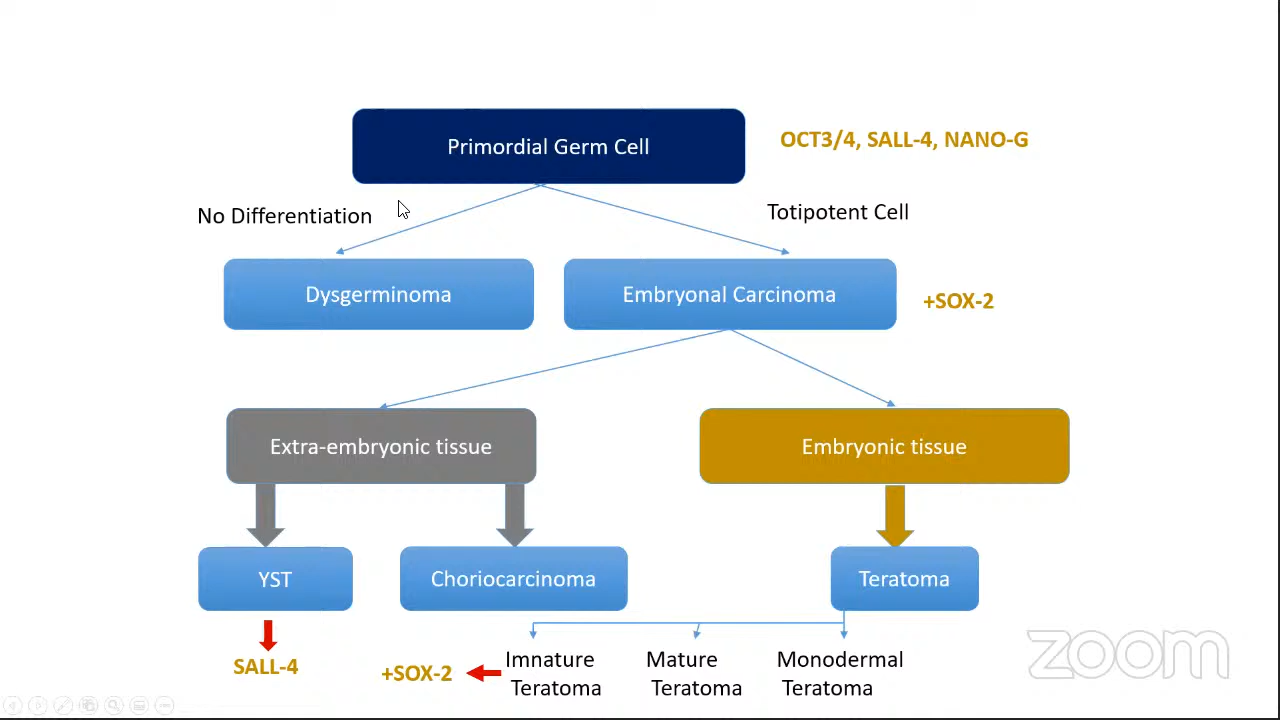 Primordial Germ Cell
OCT3/4, SALL-4, NANO-G
No Differentiation
Totipotent Cell
Dysgerminoma
Embryonal Carcinoma
+SOX-2
Extra-embryonic tissue
Embryonic tissue
YST
Choriocarcinoma
Teratoma
SALL-4
+SOX-2
Imnature
Teratoma
Mature
Teratoma
Monodermal
Teratoma
zoom